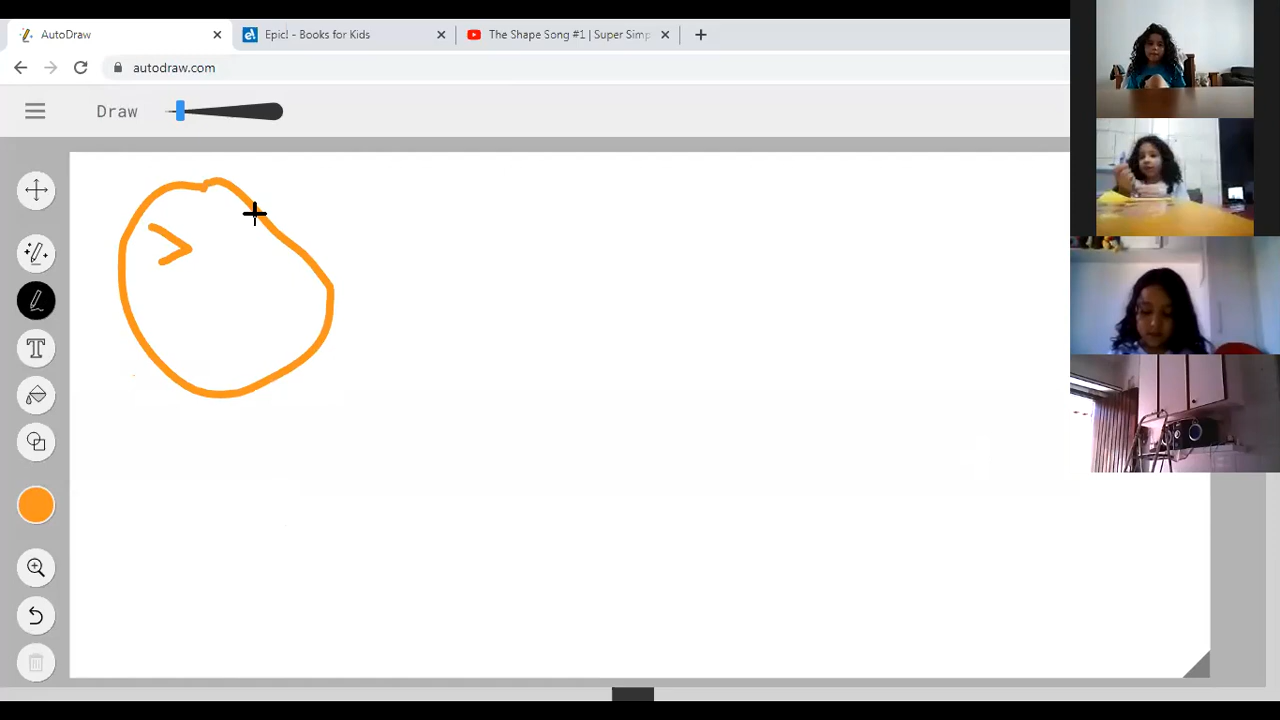 AutoDraw
Epic! - Books for Kids
The Shape Song #1 | Super Simp
autodraw.com
Draw